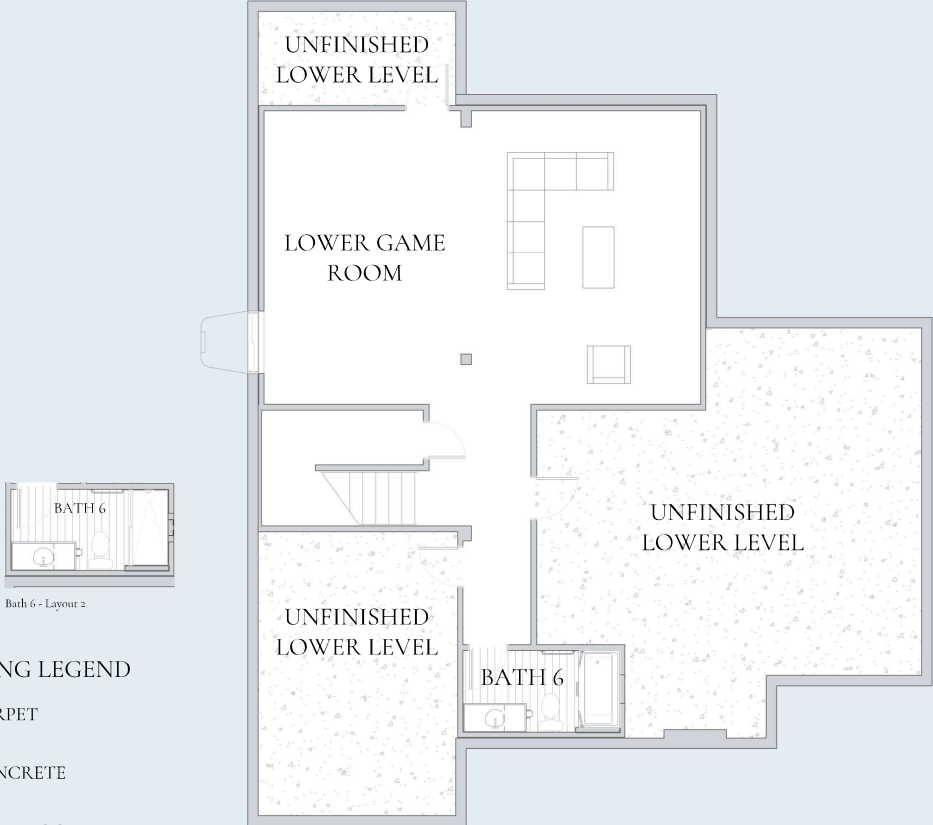 UNFINISHED
LOWER LEVEL
LOWER GAME
ROOM
UNFINISHED
LOWER LEVEL
BATH 6
Bath 6 - Layout 2
UNFINISHED
LOWER LEVEL
BATH 6
NG LEGEND
RPET
NCRETE